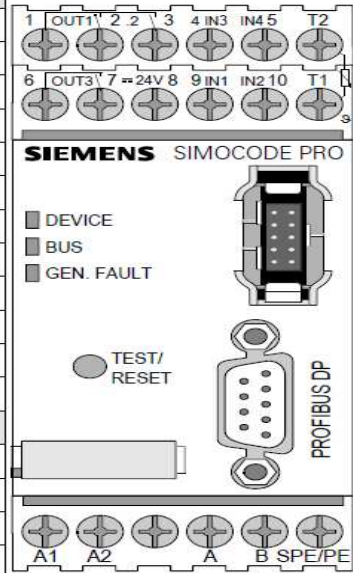 1 OUT1 2 .2 3 4 IN3 IN4 5 T2
6 OUT3 7 ⎓24V 8 9 IN1 IN2 10 T1
ϑ
SIEMENS SIMOCODE PRO
DEVICE
BUS
GEN. FAULT
TEST/
RESET
PROFIBUS DP
A1 A2 A B SPE/PE